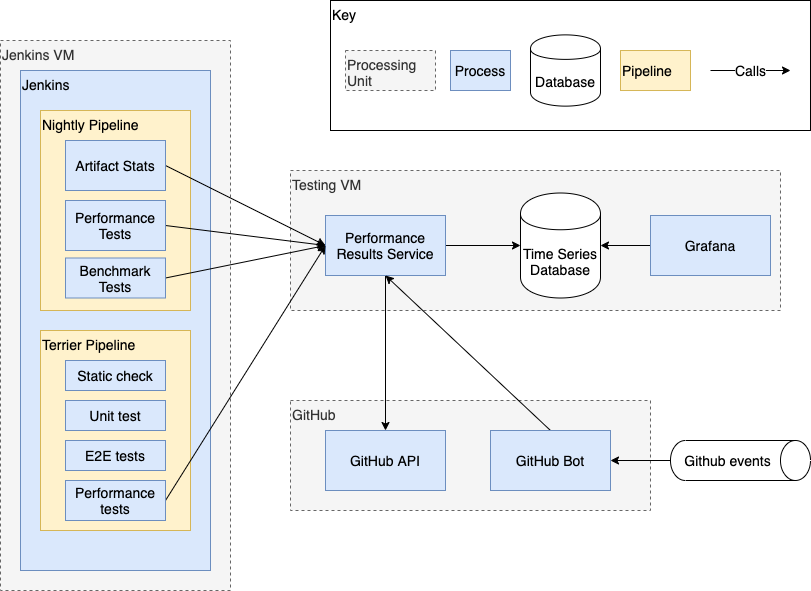 Key
Processing
Unit
Process
Database
Pipeline
Calls
Jenkins VM
Jenkins
Nightly Pipeline
Artifact Stats
Performance
Tests
Benchmark
Tests
Terrier Pipeline
Static check
Unit test
E2E tests
Performance
tests
Testing VM
Performance
Results Service
Time Series
Database
Grafana
GitHub
GitHub API
GitHub Bot
Github events